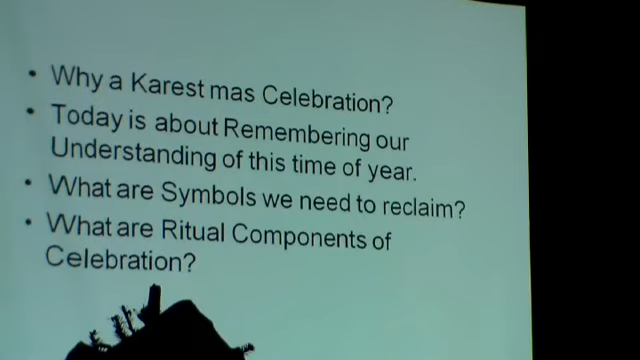 • Why a Karest mas Celebration?
• Today is about Remembering our
Understanding of this time of year.
• What are Symbols we need to reclaim?
• What are Ritual Components of
Celebration?